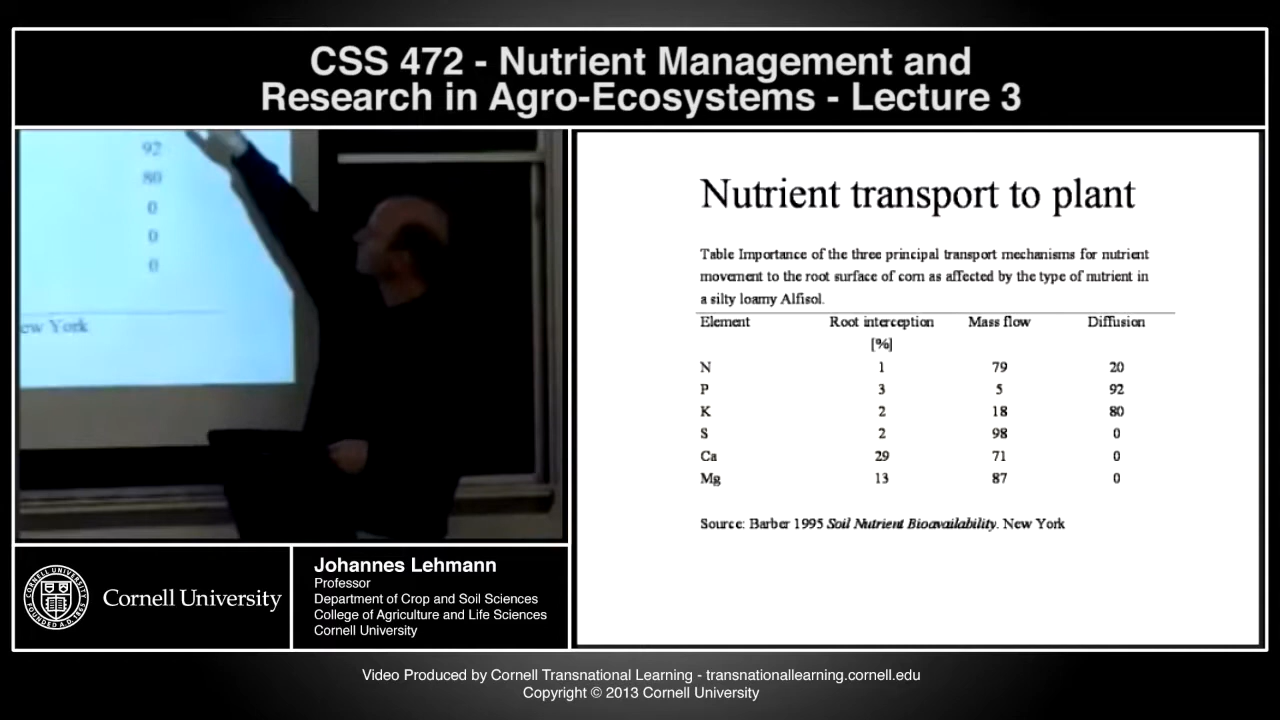 CSS 472 - Nutrient Management and
Research in Agro-Ecosystems - Lecture 3
92
80
0
0
0
ew York
Nutrient transport to plant
Table Importance of the three principal transport mechanisms for nutrient
movement to the root surface of corn as affected by the type of nutrient in
a silty loamy Alfisol.
Element Root interception Mass flow Diffusion
[%]
N 1 79 20
P 3 5 92
K 2 18 80
S 2 98 0
Ca 29 71 0
Mg 13 87 0
Source: Barber 1995 Soil Nutrient Bioavailability. New York
CORNELL UNIVERSITY
FOUNDED A.D. 1865
Cornell University
Johannes Lehmann
Professor
Department of Crop and Soil Sciences
College of Agriculture and Life Sciences
Cornell University
Video Produced by Cornell Transnational Learning - transnationallearning.cornell.edu
Copyright © 2013 Cornell University